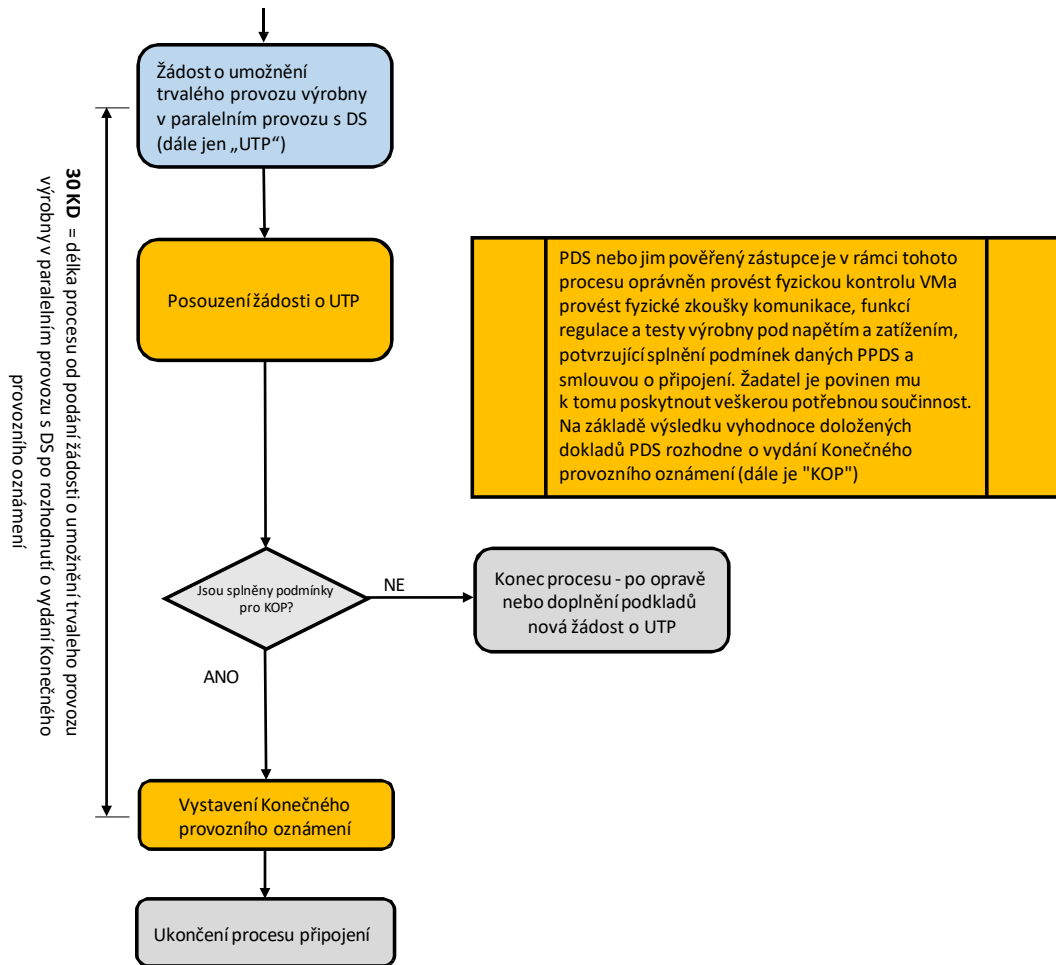 Žádost o umožnění
trvalého provozu výrobny
v paralelním provozu s DS
(dále jen „UTP“)
30 KD = délka procesu od podání žádosti o umožnění trvaleho provozu
výrobny v paralelním provozu s DS po rozhodnutí o vydání Konečného
provozního oznámení
Posouzení žádosti o UTP
PDS nebo jim pověřený zástupce je v rámci tohoto
procesu oprávněn provést fyzickou kontrolu VM a
provést fyzické zkoušky komunikace, funkcí
regulace a testy výrobny pod napětím a zatížením,
potvrzující splnění podmínek daných PPDS a
smlouvou o připojení. Žadatel je povinen mu
k tomu poskytnout veškerou potřebnou součinnost.
Na základě výsledku vyhodnoce doložených
dokladů PDS rozhodne o vydání Konečného
provozního oznámení (dále je "KOP")
Jsou splněny podmínky
pro KOP?
NE
Konec procesu - po opravě
nebo doplnění podkladů
nová žádost o UTP
ANO
Vystavení Konečného
provozního oznámení
Ukončení procesu připojení